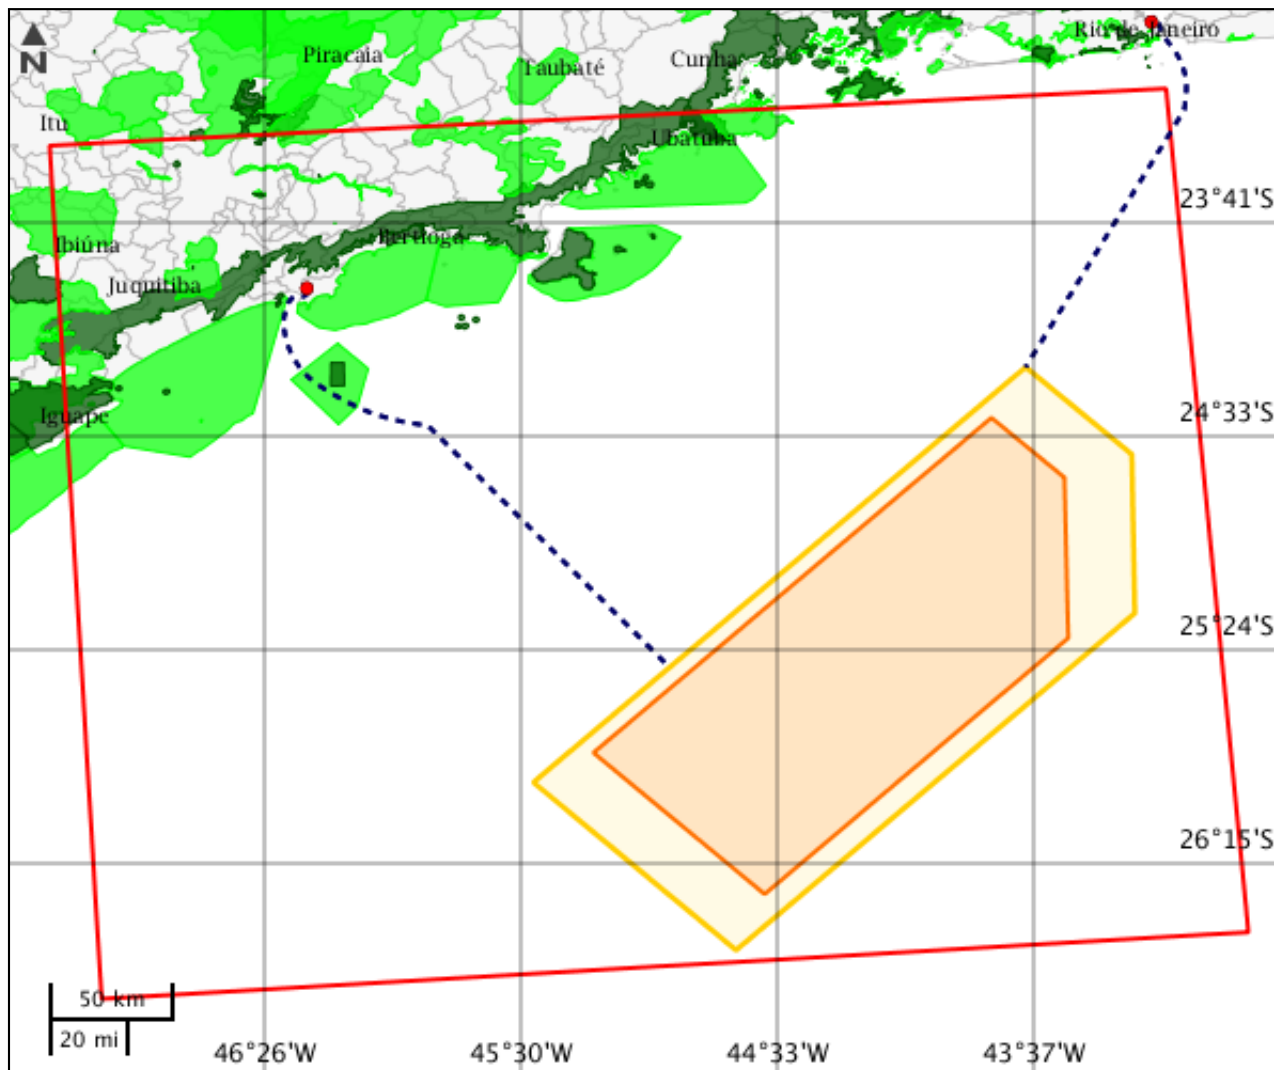 N
Piracaia
Taubaté
Cunha
Rio de Janeiro
Itu
Ubatuba
23°41'S
Ibiúna
Bertioga
Juquitiba
Iguape
24°33'S
25°24'S
26°15'S
50 km
20 mi
46°26'W
45°30'W
44°33'W
43°37'W